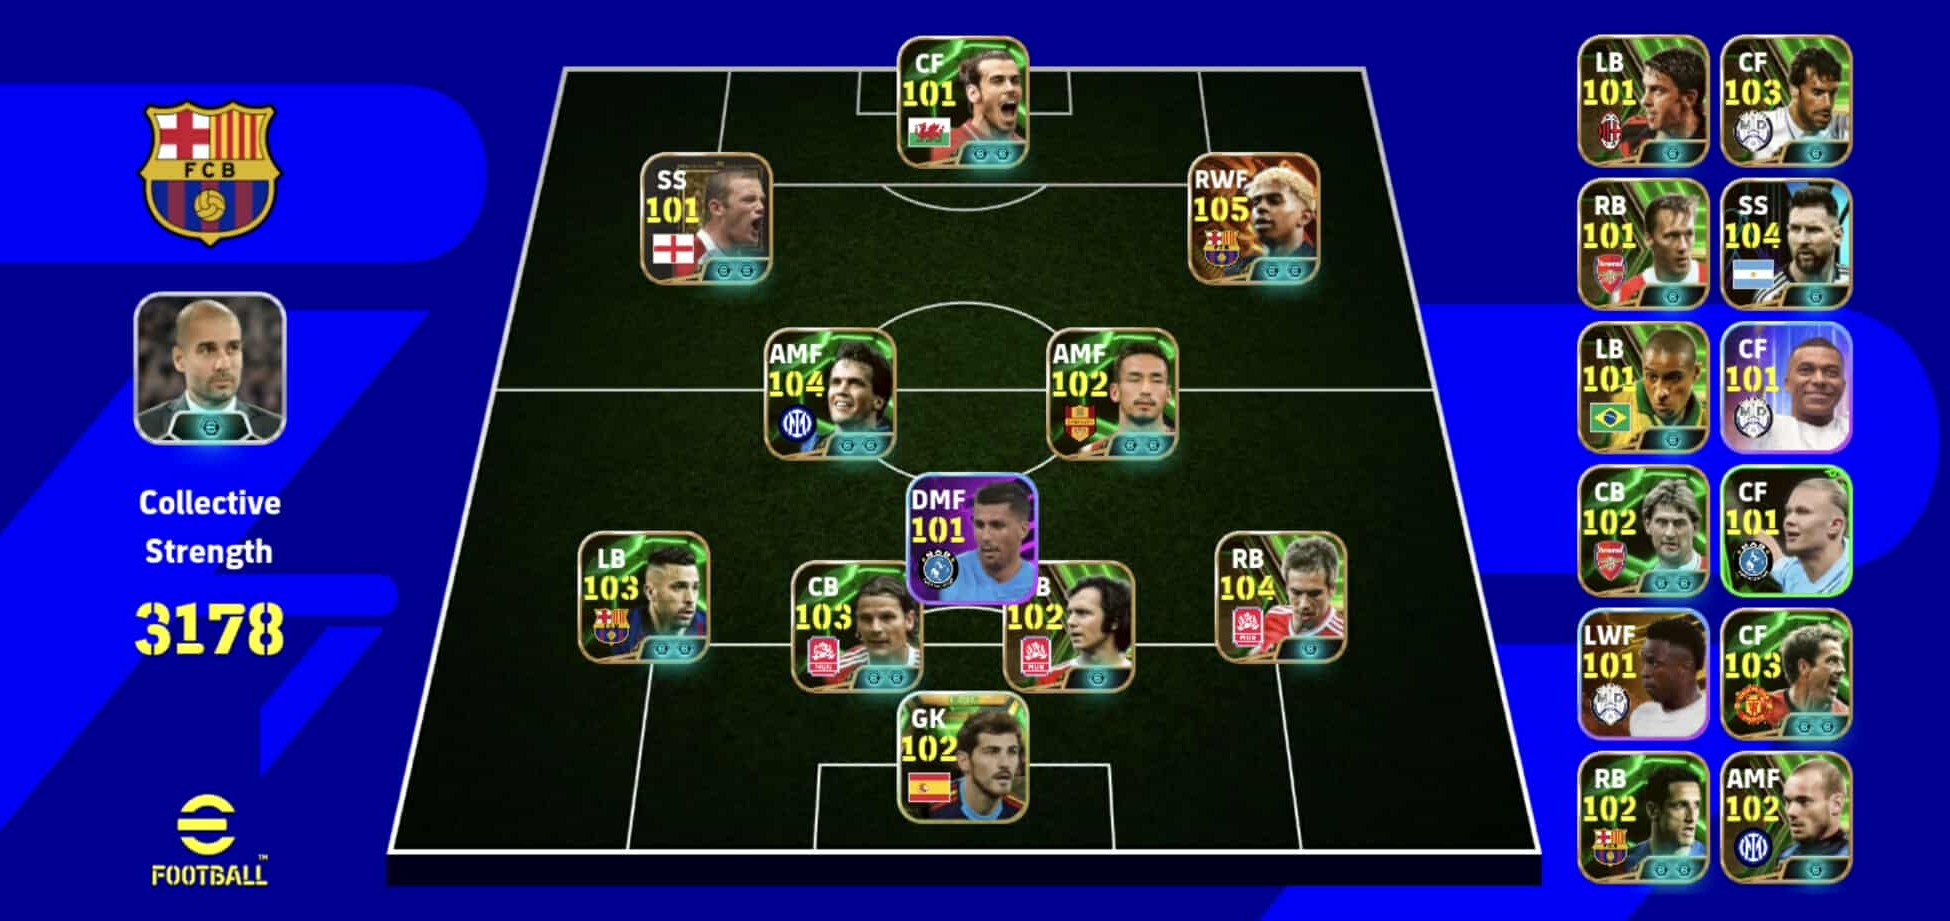 FCB
Collective
Strength
3178
FOOTBALL™
CF
101
SS
101
RWF
105
AMF
104
AMF
102
DMF
101
LB
103
CB
103
B
102
RB
104
GK
102
LB
101
CF
103
RB
101
SS
104
LB
101
CF
101
CB
102
CF
101
LWF
101
CF
103
RB
102
AMF
102